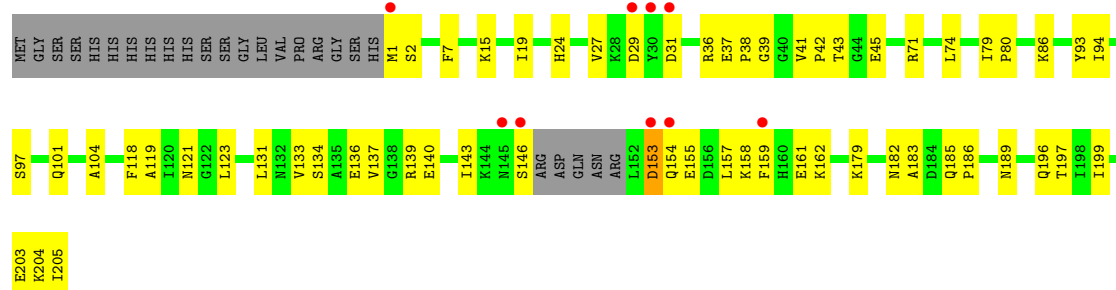 MET GLY SER SER HIS HIS HIS HIS HIS HIS SER SER GLY LEU VAL PRO ARG GLY SER HIS M1 S2 F7 K15 I19 H24 V27 K28 D29 Y30 D31 R36 E37 P38 G39 G40 V41 P42 T43 G44 E45 R71 L74 I79 P80 K86 Y93 I94
S97 Q101 A104 F118 A119 I120 N121 G122 L123 L131 N132 V133 S134 A135 E136 V137 G138 R139 E140 I143 K144 N145 S146 ARG ASP GLN ASN ARG L152 D153 Q154 E155 D156 L157 K158 F159 H160 E161 K162 K179 N182 A183 D184 Q185 P186 N189 Q196 T197 I198 I199
E203 K204 I205